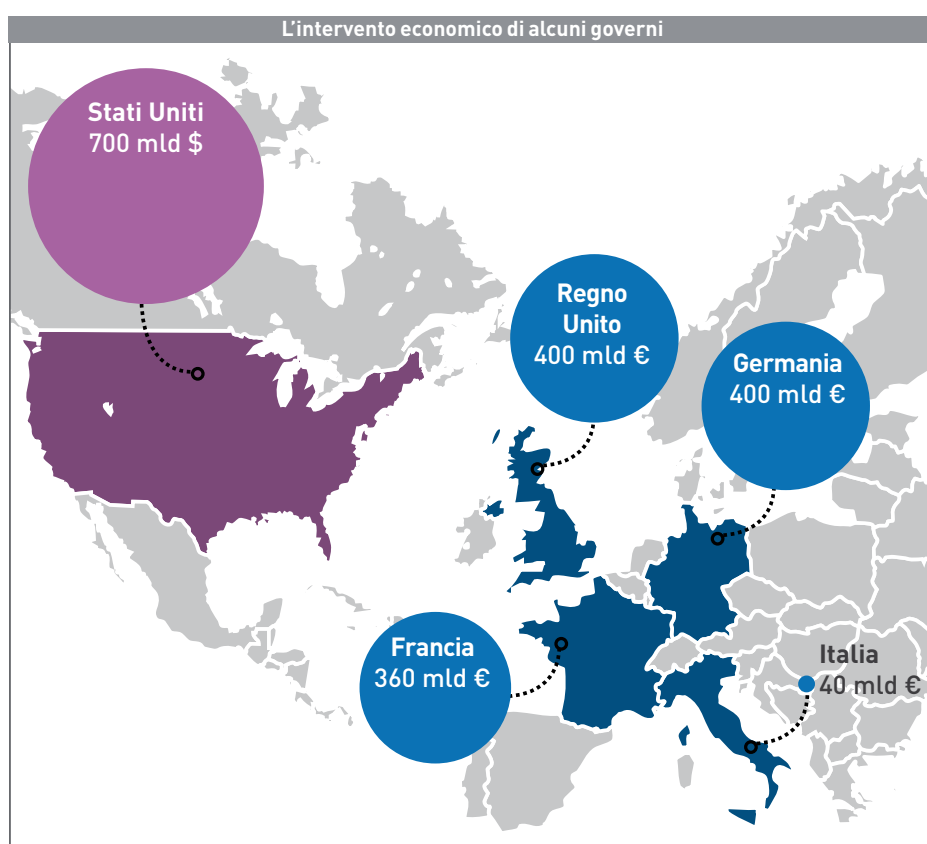 L'intervento economico di alcuni governi
Stati Uniti
700 mld $
Regno
Unito
400 mld €
Germania
400 mld €
Francia
360 mld €
Italia
40 mld €